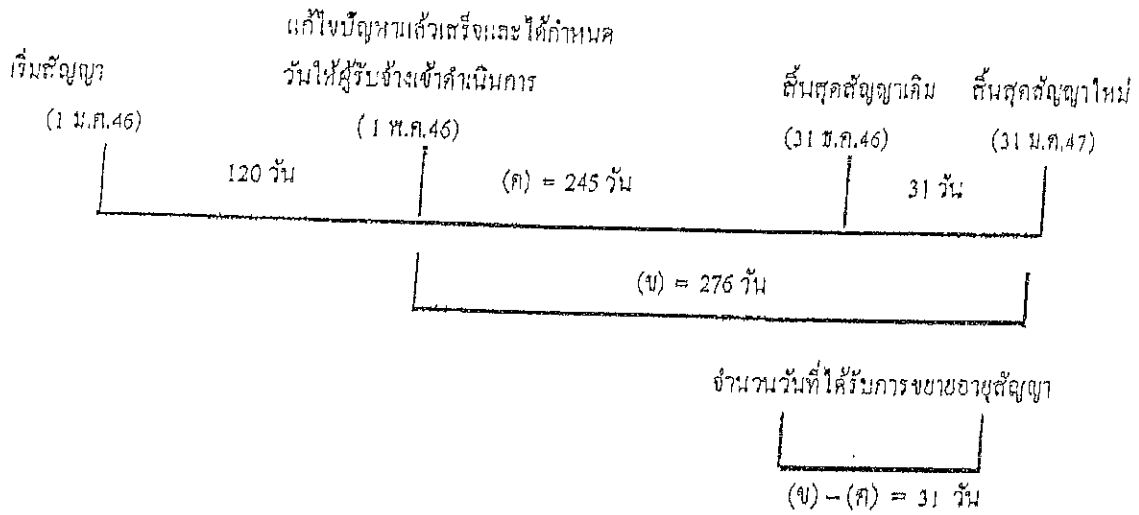 แก้ไขปัญหาแล้วเสร็จและได้กำหนด
วันให้ผู้รับจ้างเข้าดำเนินการ
(1 พ.ค.46)
เริ่มสัญญา
(1 ม.ค.46)
สิ้นสุดสัญญาเดิม
(31 ธ.ค.46)
สิ้นสุดสัญญาใหม่
(31 ม.ค.47)
120 วัน
(ค) = 245 วัน
31 วัน
(ข) = 276 วัน
จำนวนวันที่ได้รับการขยายอายุสัญญา
(ข) – (ค) = 31 วัน